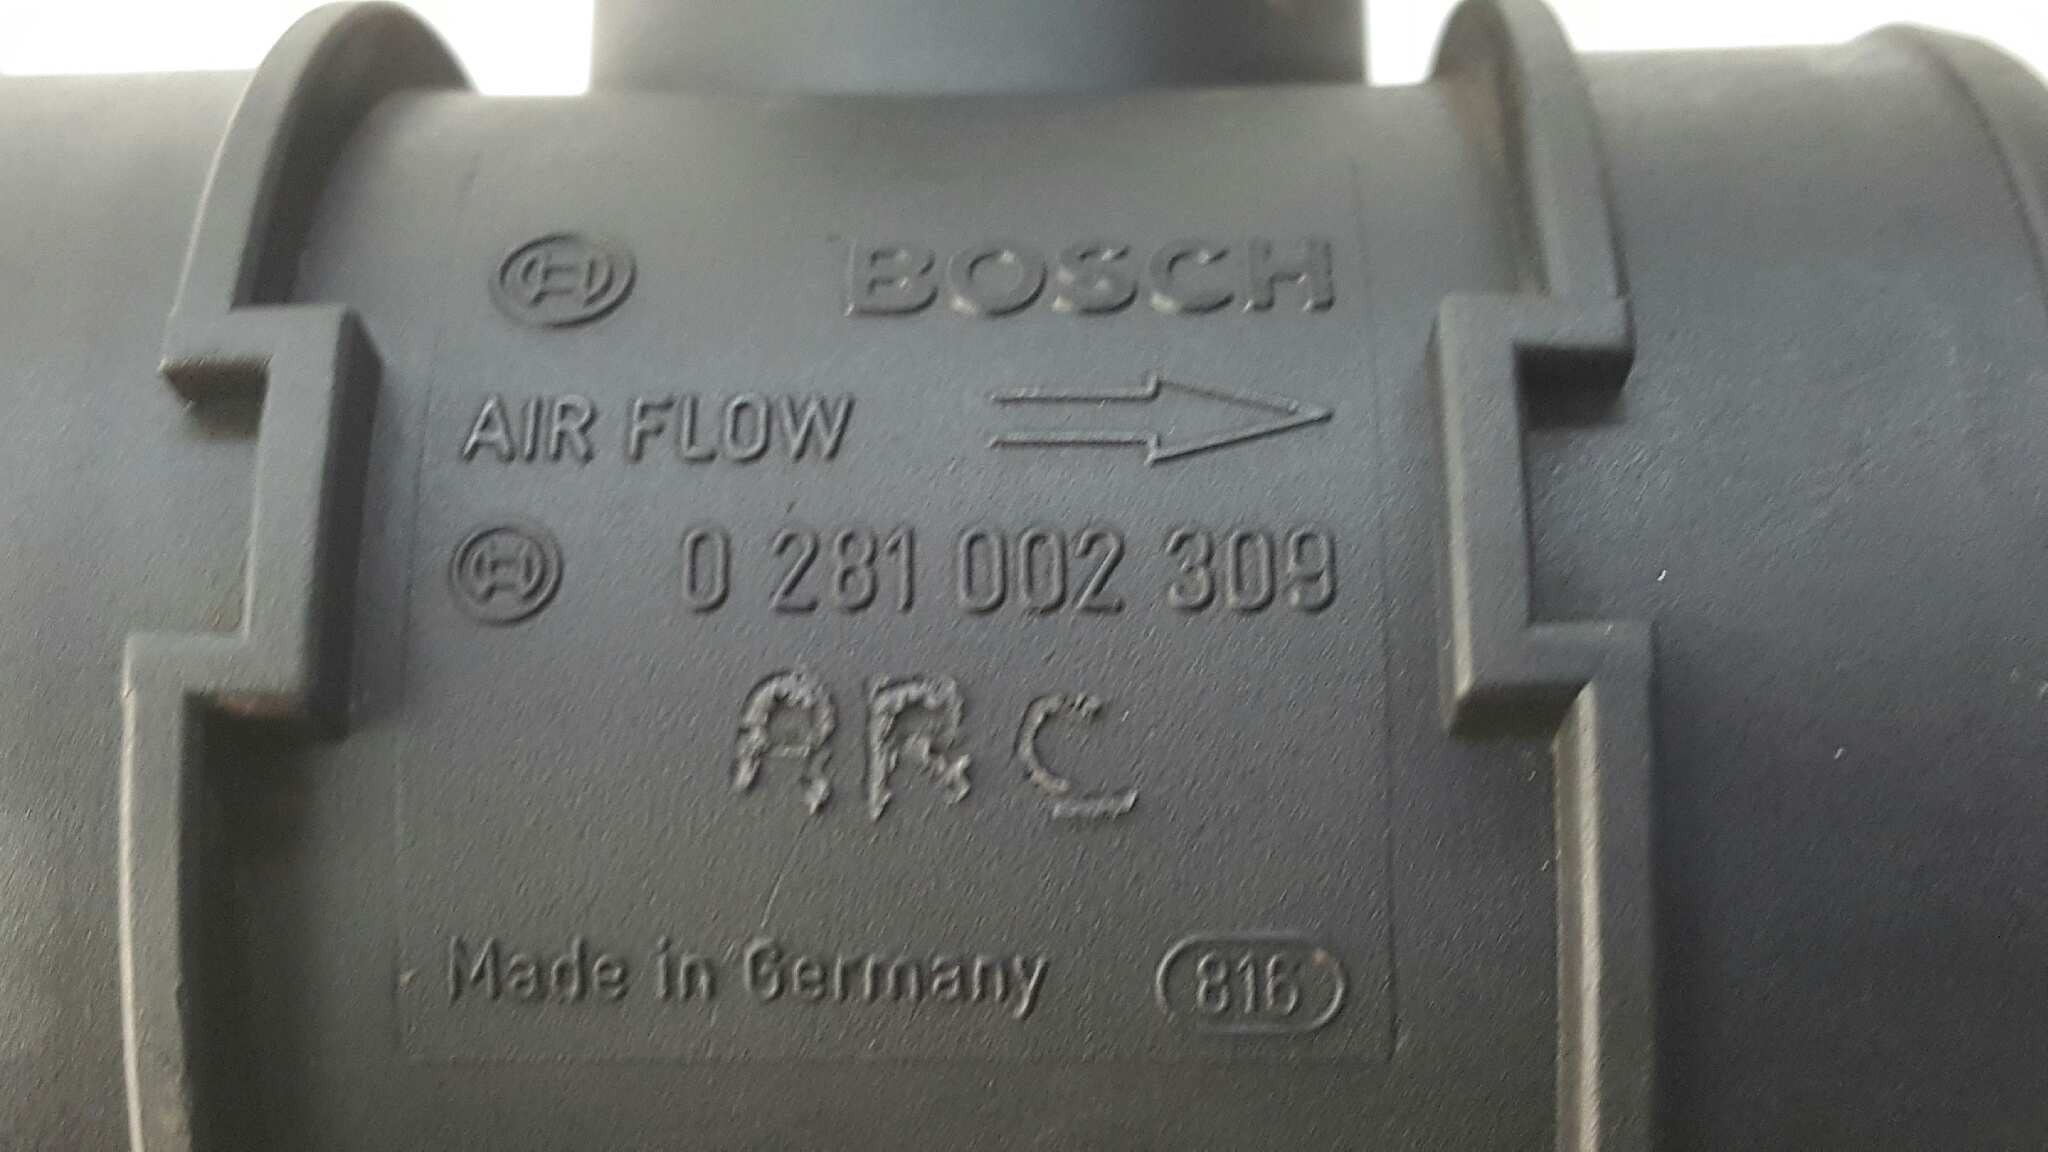 BOSCH
AIR FLOW
0 281 002 309
ARC
Made in Germany 816